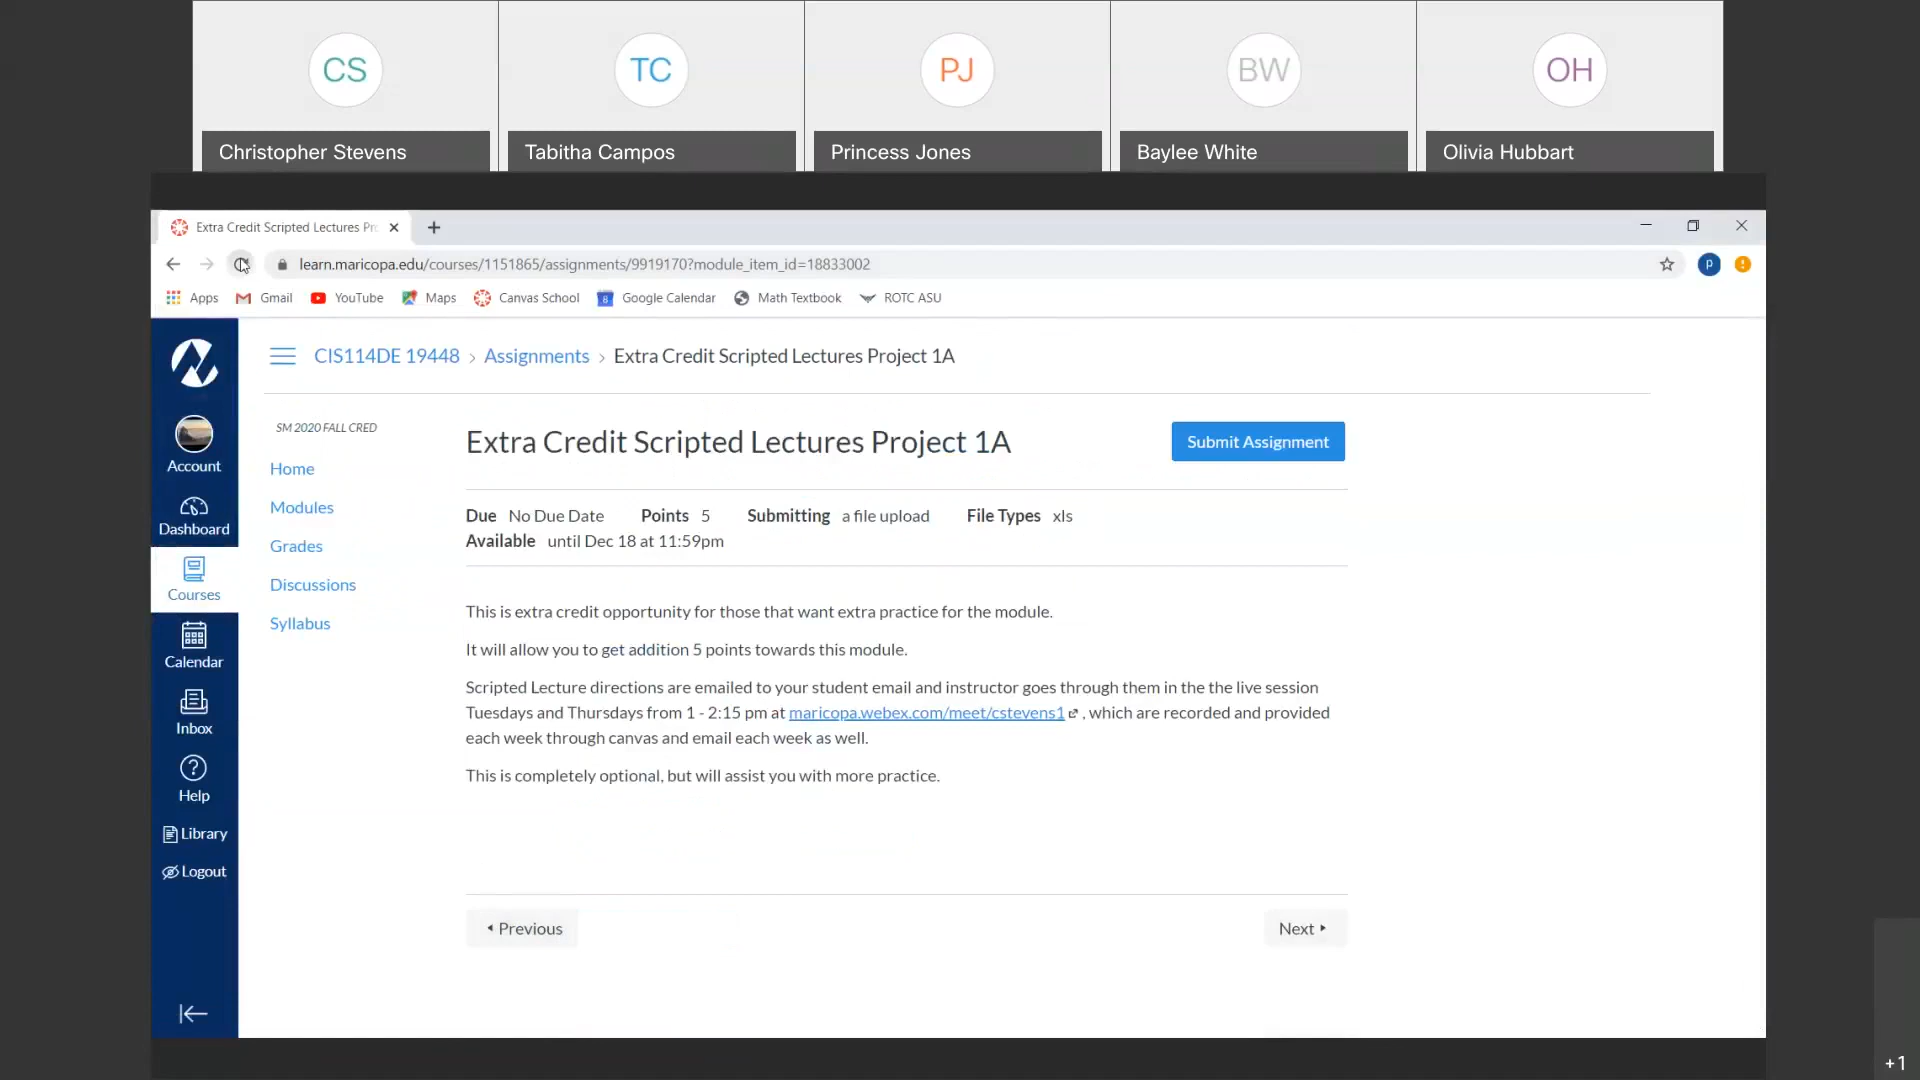 CS
TC
PJ
BW
OH
Christopher Stevens
Tabitha Campos
Princess Jones
Baylee White
Olivia Hubbart
Extra Credit Scripted Lectures Pr
learn.maricopa.edu/courses/1151865/assignments/9919170?module_item_id=18833002
P
Apps
Gmail
YouTube
Maps
Canvas School
8
Google Calendar
Math Textbook
ROTC ASU
Account
Dashboard
Courses
Calendar
Inbox
Help
Library
Logout
CIS114DE 19448 › Assignments › Extra Credit Scripted Lectures Project 1A
SM 2020 FALL CRED
Home
Modules
Grades
Discussions
Syllabus
Extra Credit Scripted Lectures Project 1A
Submit Assignment
Due No Due Date Points 5 Submitting a file upload File Types xls
Available until Dec 18 at 11:59pm
This is extra credit opportunity for those that want extra practice for the module.
It will allow you to get addition 5 points towards this module.
Scripted Lecture directions are emailed to your student email and instructor goes through them in the the live session
Tuesdays and Thursdays from 1 - 2:15 pm at maricopa.webex.com/meet/cstevens1 , which are recorded and provided
each week through canvas and email each week as well.
This is completely optional, but will assist you with more practice.
Previous
Next
+1